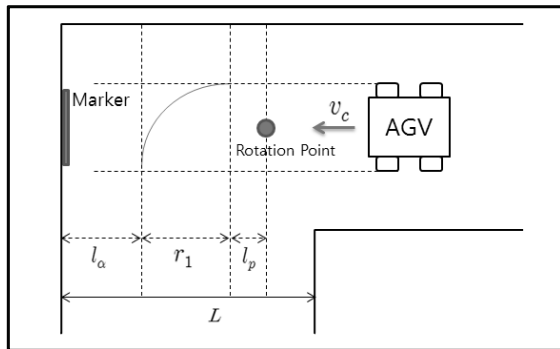 Marker
v_c
AGV
Rotation Point
l_α
r_1
l_p
L